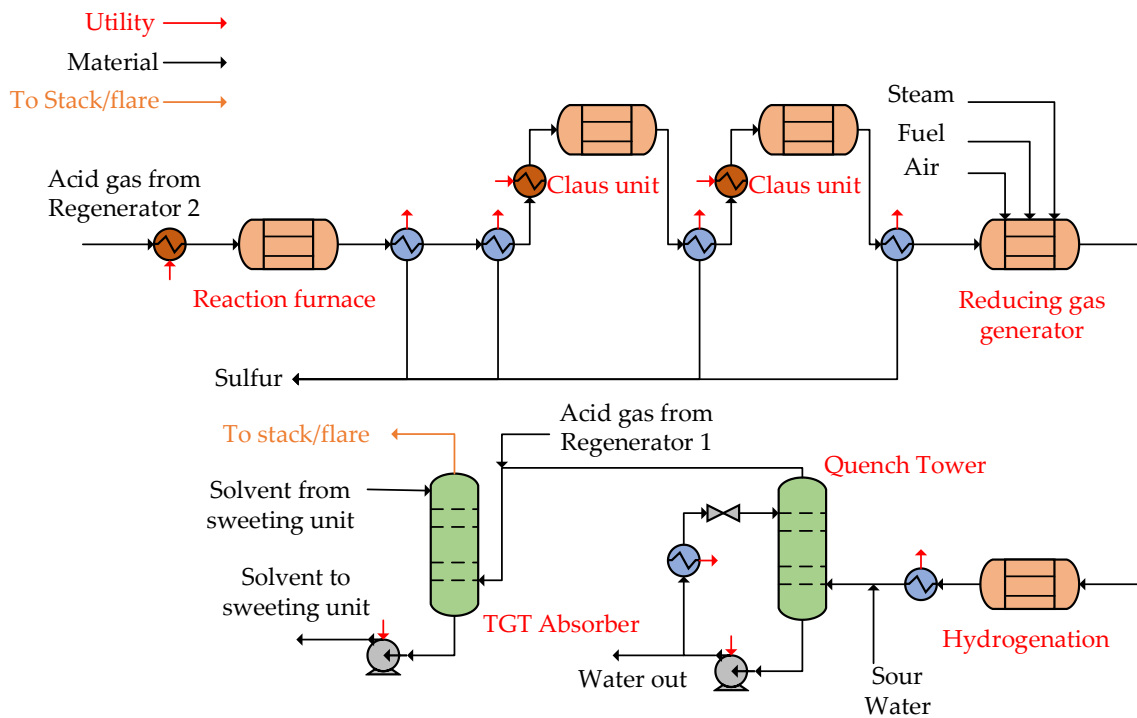 Utility
Material
To Stack/flare
Steam
Fuel
Air
Acid gas from
Regenerator 2
Claus unit
Claus unit
Reaction furnace
Reducing gas
generator
Sulfur
Acid gas from
Regenerator 1
To stack/flare
Quench Tower
Solvent from
sweeting unit
Solvent to
sweeting unit
TGT Absorber
Hydrogenation
Water out
Sour
Water